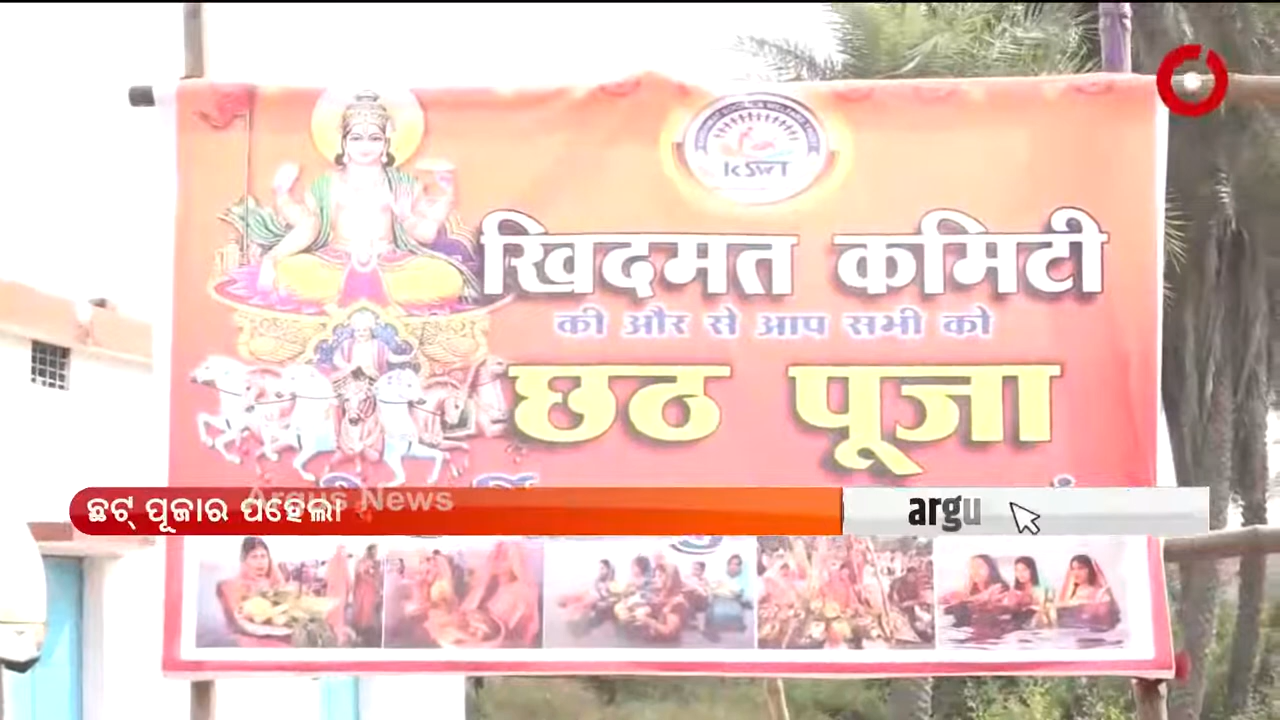 KSWT
खिदमत कमिटी
की और से आप सभी को
छठ पूजा
Argus News
ଛଟ୍ ପୂଜାର ପହେଲା
argu